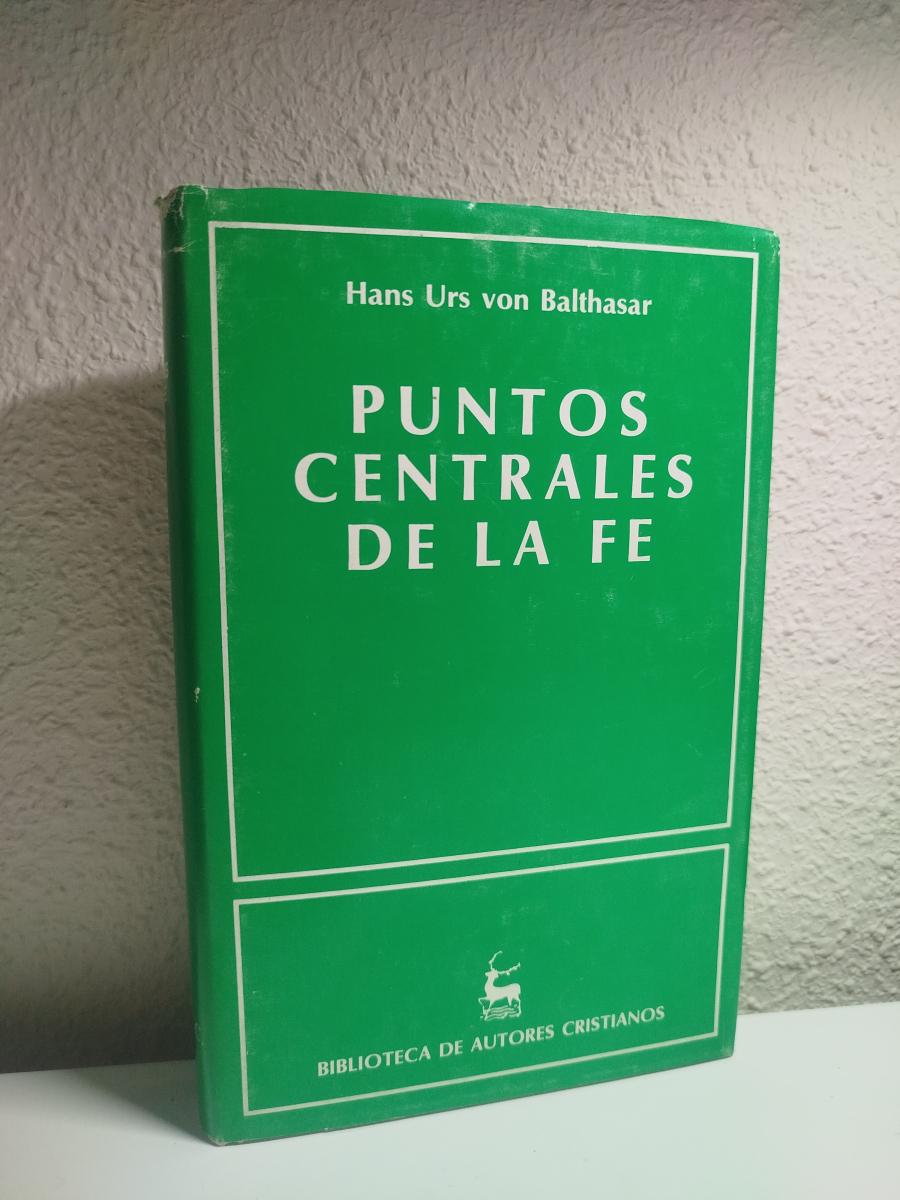 Hans Urs von Balthasar
PUNTOS
CENTRALES
DE LA FE
BIBLIOTECA DE AUTORES CRISTIANOS